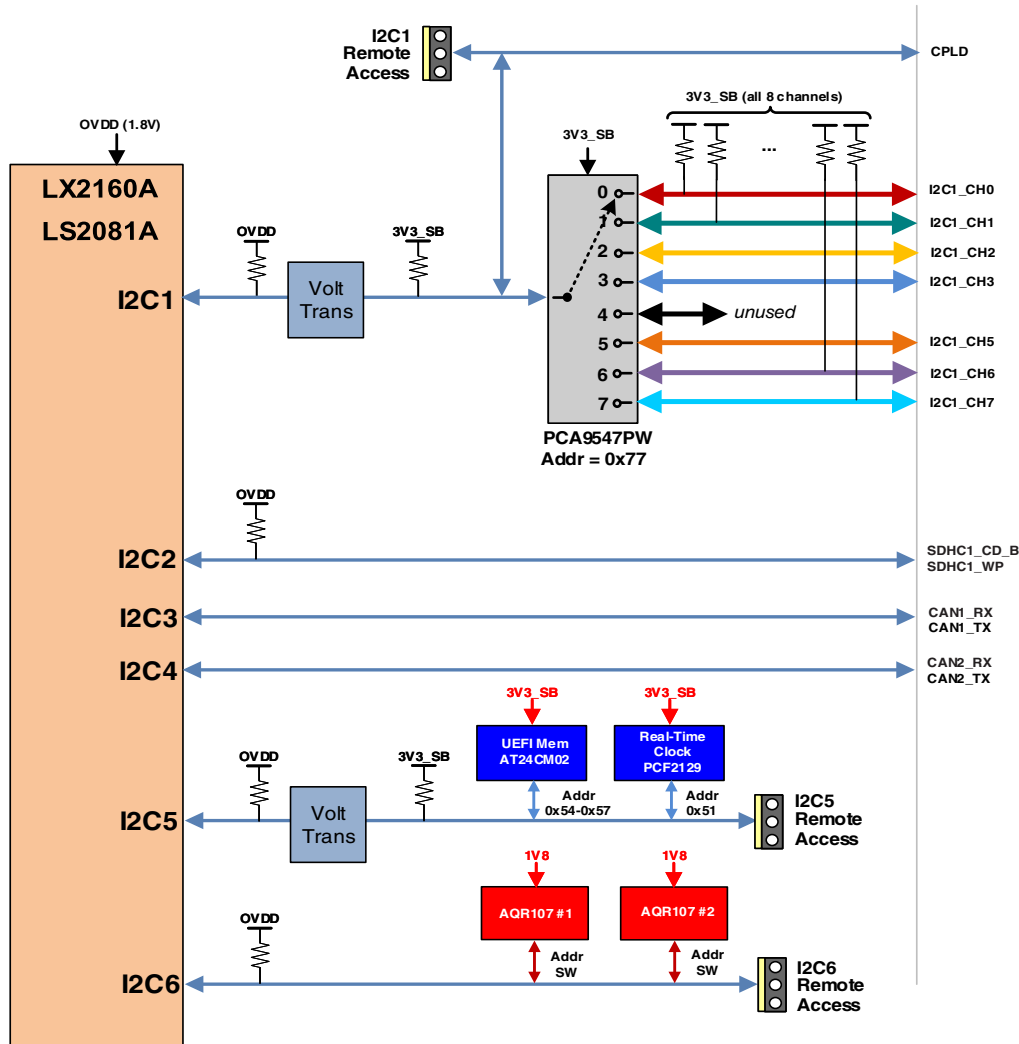 I2C1
Remote
Access
CPLD
3V3_SB (all 8 channels)
OVDD (1.8V)
3V3_SB
...
LX2160A
LS2081A
0
I2C1_CH0
1
I2C1_CH1
OVDD
3V3_SB
2
I2C1_CH2
3
I2C1_CH3
I2C1
Volt
Trans
4
unused
5
I2C1_CH5
6
I2C1_CH6
7
I2C1_CH7
PCA9547PW
Addr = 0x77
OVDD
I2C2
SDHC1_CD_B
SDHC1_WP
I2C3
CAN1_RX
CAN1_TX
I2C4
CAN2_RX
CAN2_TX
3V3_SB
3V3_SB
UEFI Mem
AT24CM02
Real-Time
Clock
PCF2129
OVDD
3V3_SB
Addr
0x54-0x57
Addr
0x51
I2C5
Volt
Trans
I2C5
Remote
Access
1V8
1V8
AQR107 #1
AQR107 #2
OVDD
Addr
SW
Addr
SW
I2C6
I2C6
Remote
Access